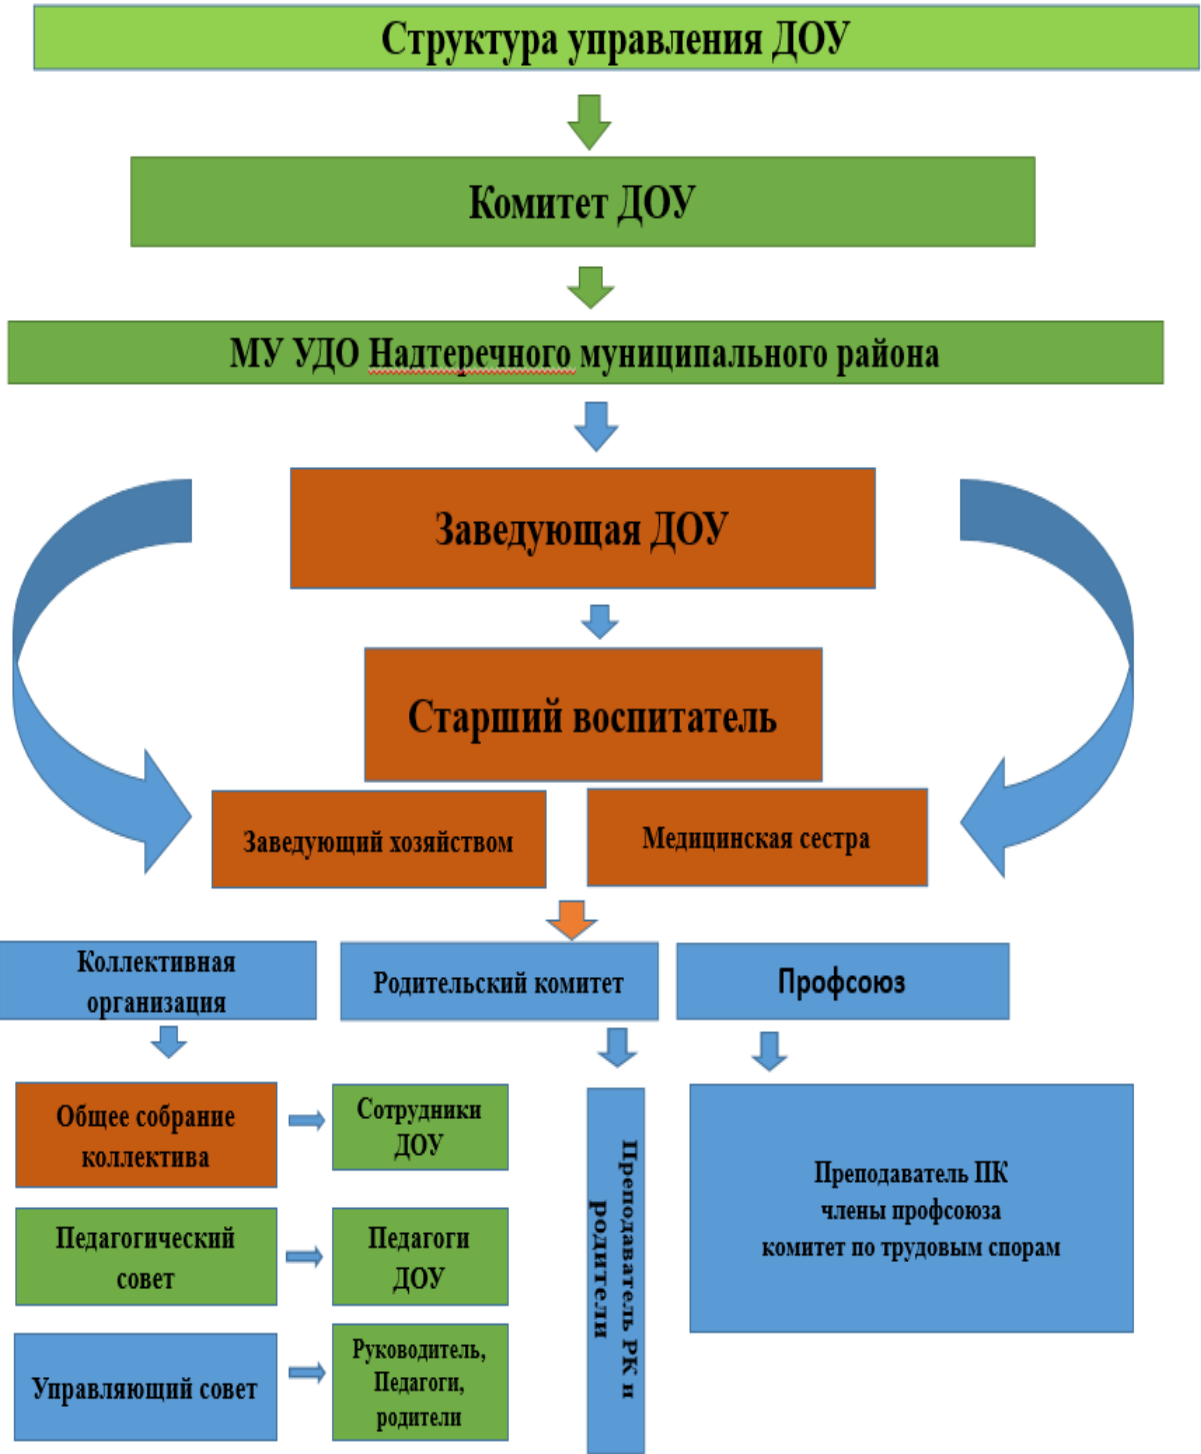 Структура управления ДОУ
Комитет ДОУ
МУ УДО Надтеречного муниципального района
Заведующая ДОУ
Старший воспитатель
Заведующий хозяйством
Медицинская сестра
Коллективная
организация
Родительский комитет
Профсоюз
Общее собрание
коллектива
Сотрудники
ДОУ
Педагогический
совет
Педагоги
ДОУ
Управляющий совет
Руководитель,
Педагоги,
родители
Преподаватель РК и
родители
Преподаватель ПК
члены профсоюза
комитет по трудовым спорам